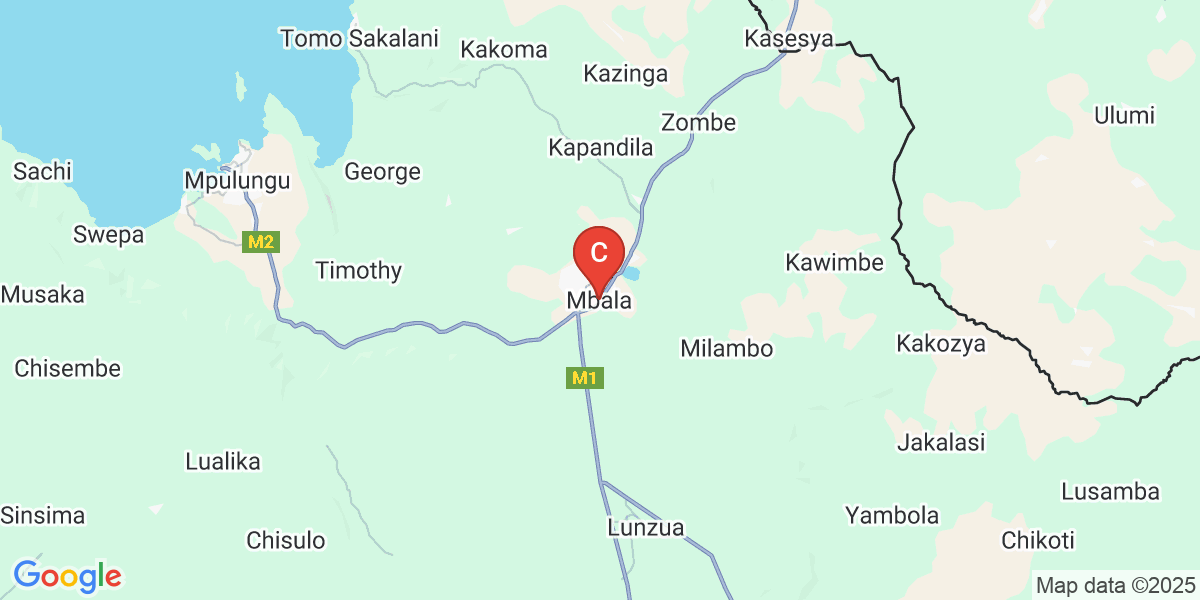 Tomo Sakalani
Kakoma
Kasesya
Kazinga
Ulumi
Zombe
Kapandila
Sachi
George
Mpulungu
Swepa
M2
C
Kawimbe
Timothy
Musaka
Mbala
Kakozya
Milambo
Chisembe
M1
Jakalasi
Lualika
Lusamba
Sinsima
Yambola
Lunzua
Chisulo
Chikoti
Google
Map data ©2025